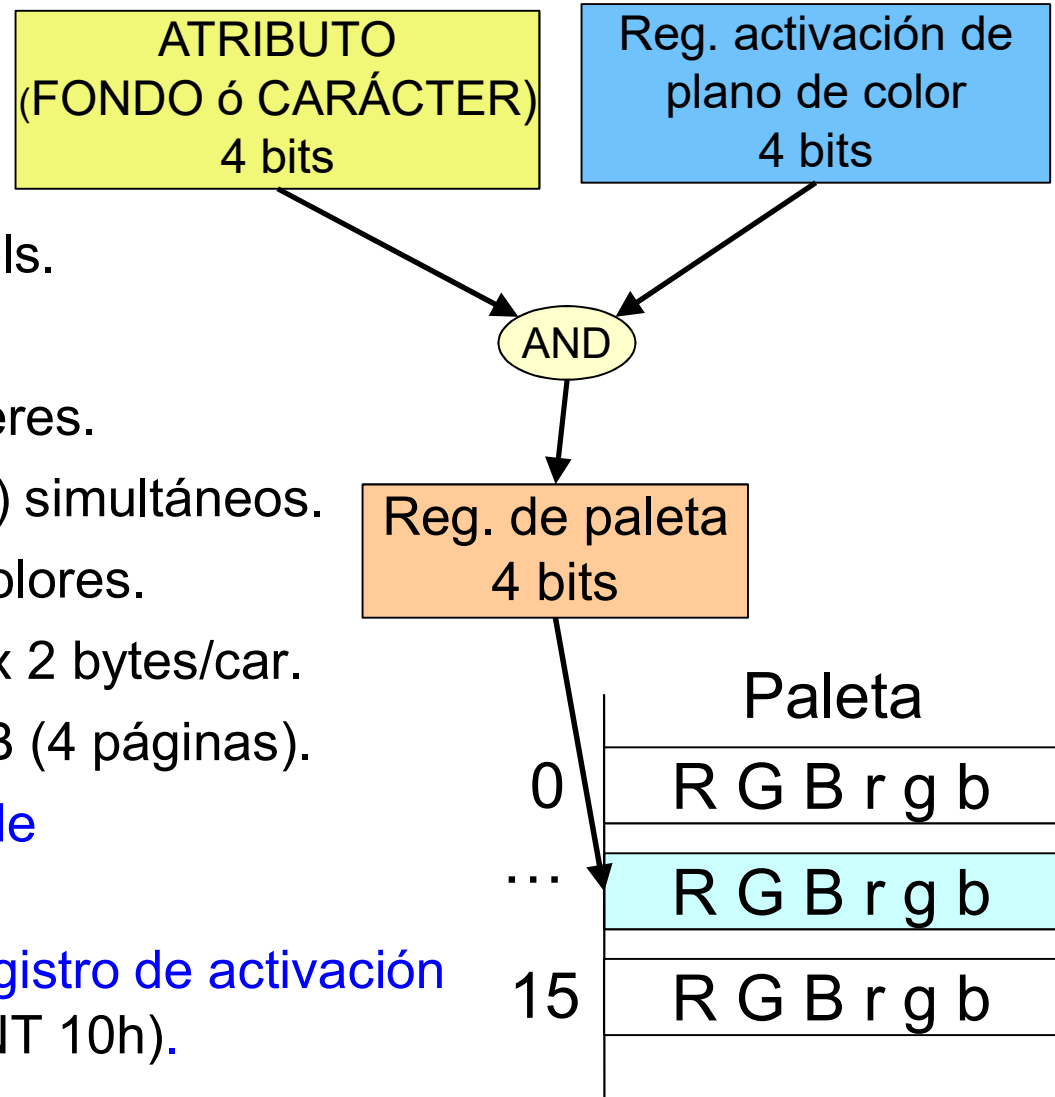 ATRIBUTO
(FONDO ó CARÁCTER)
4 bits
Reg. activación de
plano de color
4 bits
ls.
AND
eres.
) simultáneos.
Reg. de paleta
4 bits
olores.
x 2 bytes/car.
Paleta
B (4 páginas).
0 R G B r g b
le
... R G B r g b
gistro de activación
15 R G B r g b
NT 10h).